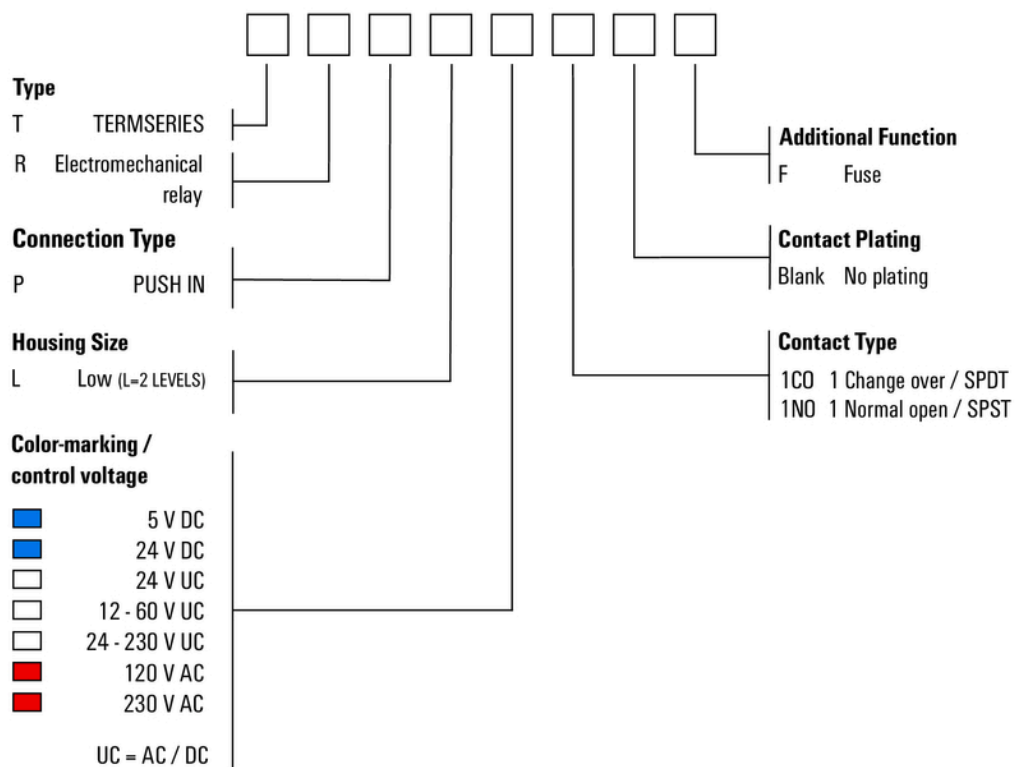 Type
T TERMSERIES
R Electromechanical
relay
Connection Type
P PUSH IN
Housing Size
L Low (L=2 LEVELS)
Color-marking /
control voltage
5 V DC
24 V DC
24 V UC
12 - 60 V UC
24 - 230 V UC
120 V AC
230 V AC
UC = AC / DC
Additional Function
F Fuse
Contact Plating
Blank No plating
Contact Type
1CO 1 Change over / SPDT
1NO 1 Normal open / SPST